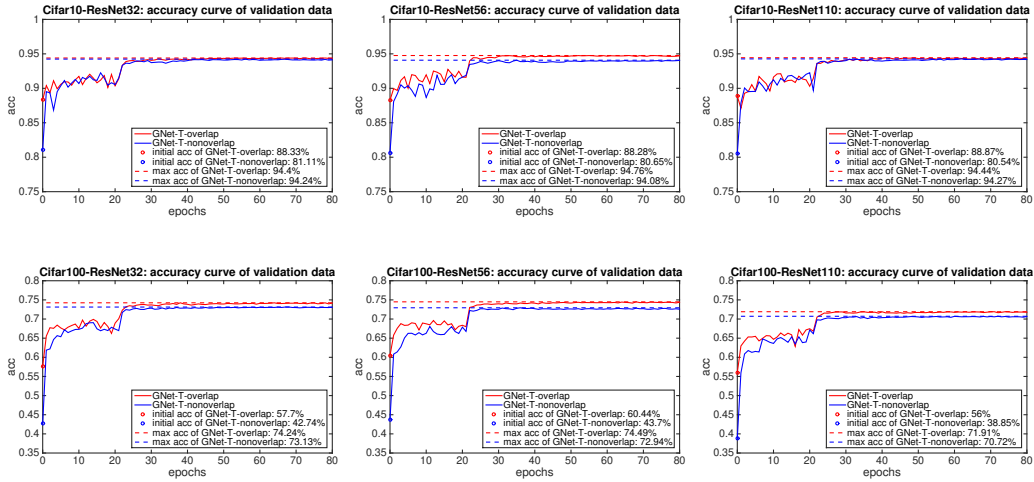 Cifar10-ResNet32: accuracy curve of validation data
0.95
0.9
0.85
0.8
0.75
acc
GNet-T-overlap
GNet-T-nonoverlap
initial acc of GNet-T-overlap: 88.33%
initial acc of GNet-T-nonoverlap: 81.11%
max acc of GNet-T-overlap: 94.4%
max acc of GNet-T-nonoverlap: 94.24%
0 10 20 30 40 50 60 70 80
epochs
Cifar10-ResNet56: accuracy curve of validation data
0.95
0.9
0.85
0.8
0.75
acc
GNet-T-overlap
GNet-T-nonoverlap
initial acc of GNet-T-overlap: 88.28%
initial acc of GNet-T-nonoverlap: 80.65%
max acc of GNet-T-overlap: 94.76%
max acc of GNet-T-nonoverlap: 94.08%
0 10 20 30 40 50 60 70 80
epochs
Cifar10-ResNet110: accuracy curve of validation data
0.95
0.9
0.85
0.8
0.75
acc
GNet-T-overlap
GNet-T-nonoverlap
initial acc of GNet-T-overlap: 88.87%
initial acc of GNet-T-nonoverlap: 80.54%
max acc of GNet-T-overlap: 94.44%
max acc of GNet-T-nonoverlap: 94.27%
0 10 20 30 40 50 60 70 80
epochs
Cifar100-ResNet32: accuracy curve of validation data
0.8
0.75
0.7
0.65
0.6
0.55
0.5
0.45
0.4
0.35
acc
GNet-T-overlap
GNet-T-nonoverlap
initial acc of GNet-T-overlap: 57.7%
initial acc of GNet-T-nonoverlap: 42.74%
max acc of GNet-T-overlap: 74.24%
max acc of GNet-T-nonoverlap: 73.13%
0 10 20 30 40 50 60 70 80
epochs
Cifar100-ResNet56: accuracy curve of validation data
0.8
0.75
0.7
0.65
0.6
0.55
0.5
0.45
0.4
0.35
acc
GNet-T-overlap
GNet-T-nonoverlap
initial acc of GNet-T-overlap: 60.44%
initial acc of GNet-T-nonoverlap: 43.7%
max acc of GNet-T-overlap: 74.49%
max acc of GNet-T-nonoverlap: 72.94%
0 10 20 30 40 50 60 70 80
epochs
Cifar100-ResNet110: accuracy curve of validation data
0.8
0.75
0.7
0.65
0.6
0.55
0.5
0.45
0.4
0.35
acc
GNet-T-overlap
GNet-T-nonoverlap
initial acc of GNet-T-overlap: 56%
initial acc of GNet-T-nonoverlap: 38.85%
max acc of GNet-T-overlap: 71.91%
max acc of GNet-T-nonoverlap: 70.72%
0 10 20 30 40 50 60 70 80
epochs